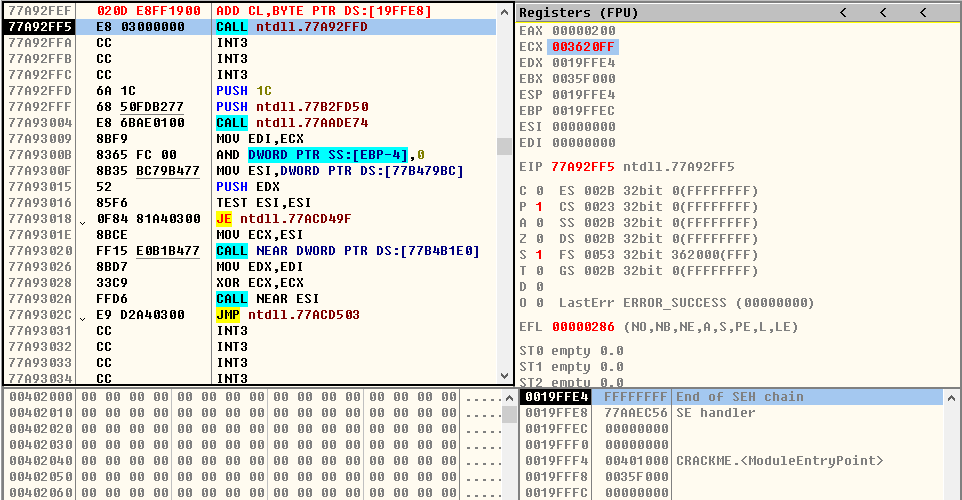 77A92FEF 020D E8FF1900 ADD CL,BYTE PTR DS:[19FFE8]
77A92FF5 E8 03000000 CALL ntdll.77A92FFD
77A92FFA CC INT3
77A92FFB CC INT3
77A92FFC CC INT3
77A92FFD 6A 1C PUSH 1C
77A92FFF 68 50FDB277 PUSH ntdll.77B2FD50
77A93004 E8 6BAE0100 CALL ntdll.77AADE74
77A93009 8BF9 MOV EDI,ECX
77A9300B 8365 FC 00 AND DWORD PTR SS:[EBP-4],0
77A9300F 8B35 BC79B477 MOV ESI,DWORD PTR DS:[77B479BC]
77A93015 52 PUSH EDX
77A93016 85F6 TEST ESI,ESI
77A93018 0F84 81A40300 JE ntdll.77ACD49F
77A9301E 8BCE MOV ECX,ESI
77A93020 FF15 E0B1B477 CALL NEAR DWORD PTR DS:[77B4B1E0]
77A93026 8BD7 MOV EDX,EDI
77A93028 33C9 XOR ECX,ECX
77A9302A FFD6 CALL NEAR ESI
77A9302C E9 D2A40300 JMP ntdll.77ACD503
77A93031 CC INT3
77A93032 CC INT3
77A93033 CC INT3
77A93034 CC INT3
Registers (FPU) < < <
EAX 00000200
ECX 003620FF
EDX 0019FFE4
EBX 0035F000
ESP 0019FFE4
EBP 0019FFEC
ESI 00000000
EDI 00000000
EIP 77A92FF5 ntdll.77A92FF5
C 0 ES 002B 32bit 0(FFFFFFFF)
P 1 CS 0023 32bit 0(FFFFFFFF)
A 0 SS 002B 32bit 0(FFFFFFFF)
Z 0 DS 002B 32bit 0(FFFFFFFF)
S 1 FS 0053 32bit 362000(FFF)
T 0 GS 002B 32bit 0(FFFFFFFF)
D 0
O 0 LastErr ERROR_SUCCESS (00000000)
EFL 00000286 (NO,NB,NE,A,S,PE,L,LE)
ST0 empty 0.0
ST1 empty 0.0
ST2 empty 0.0
00402000 00 00 00 00 00 00 00 00 00 00 00 00 00 00 00 00 .....
00402010 00 00 00 00 00 00 00 00 00 00 00 00 00 00 00 00 .....
00402020 00 00 00 00 00 00 00 00 00 00 00 00 00 00 00 00 .....
00402030 00 00 00 00 00 00 00 00 00 00 00 00 00 00 00 00 .....
00402040 00 00 00 00 00 00 00 00 00 00 00 00 00 00 00 00 .....
00402050 00 00 00 00 00 00 00 00 00 00 00 00 00 00 00 00 .....
00402060 00 00 00 00 00 00 00 00 00 00 00 00 00 00 00 00 .....
0019FFE4 FFFFFFFF End of SEH chain
0019FFE8 77AAEC56 SE handler
0019FFEC 00000000
0019FFF0 00000000
0019FFF4 00401000 CRACKME.<ModuleEntryPoint>
0019FFF8 0035F000
0019FFFC 00000000